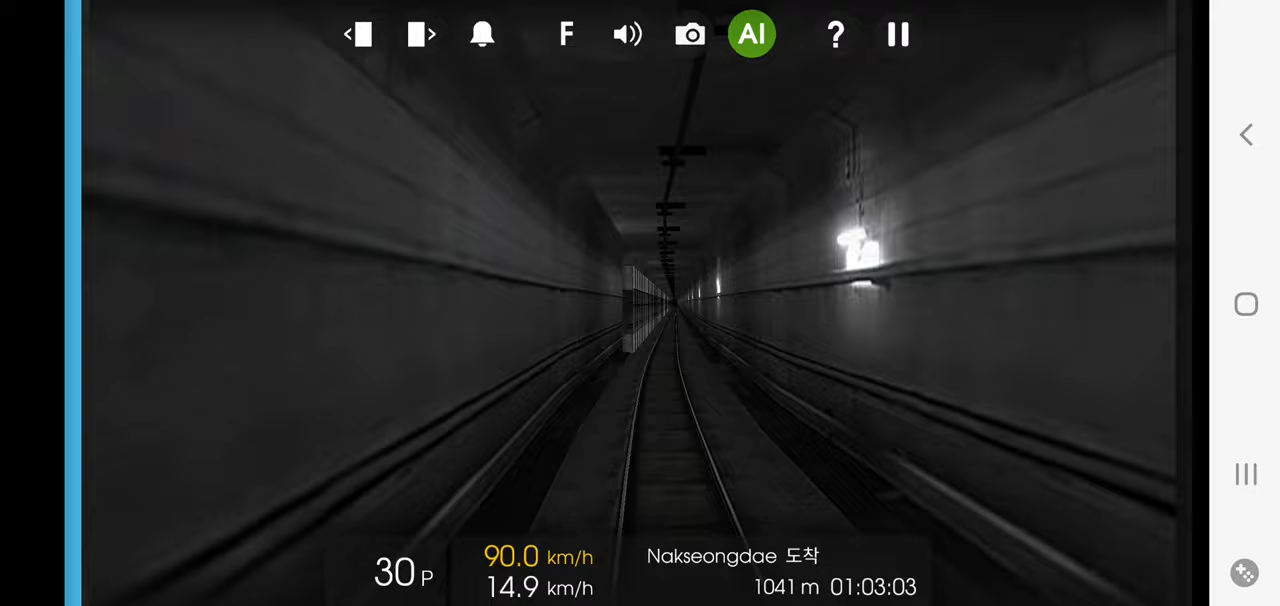 F AI ?
30 P
90.0 km/h
14.9 km/h
Nakseongdae 도착
1041 m 01:03:03